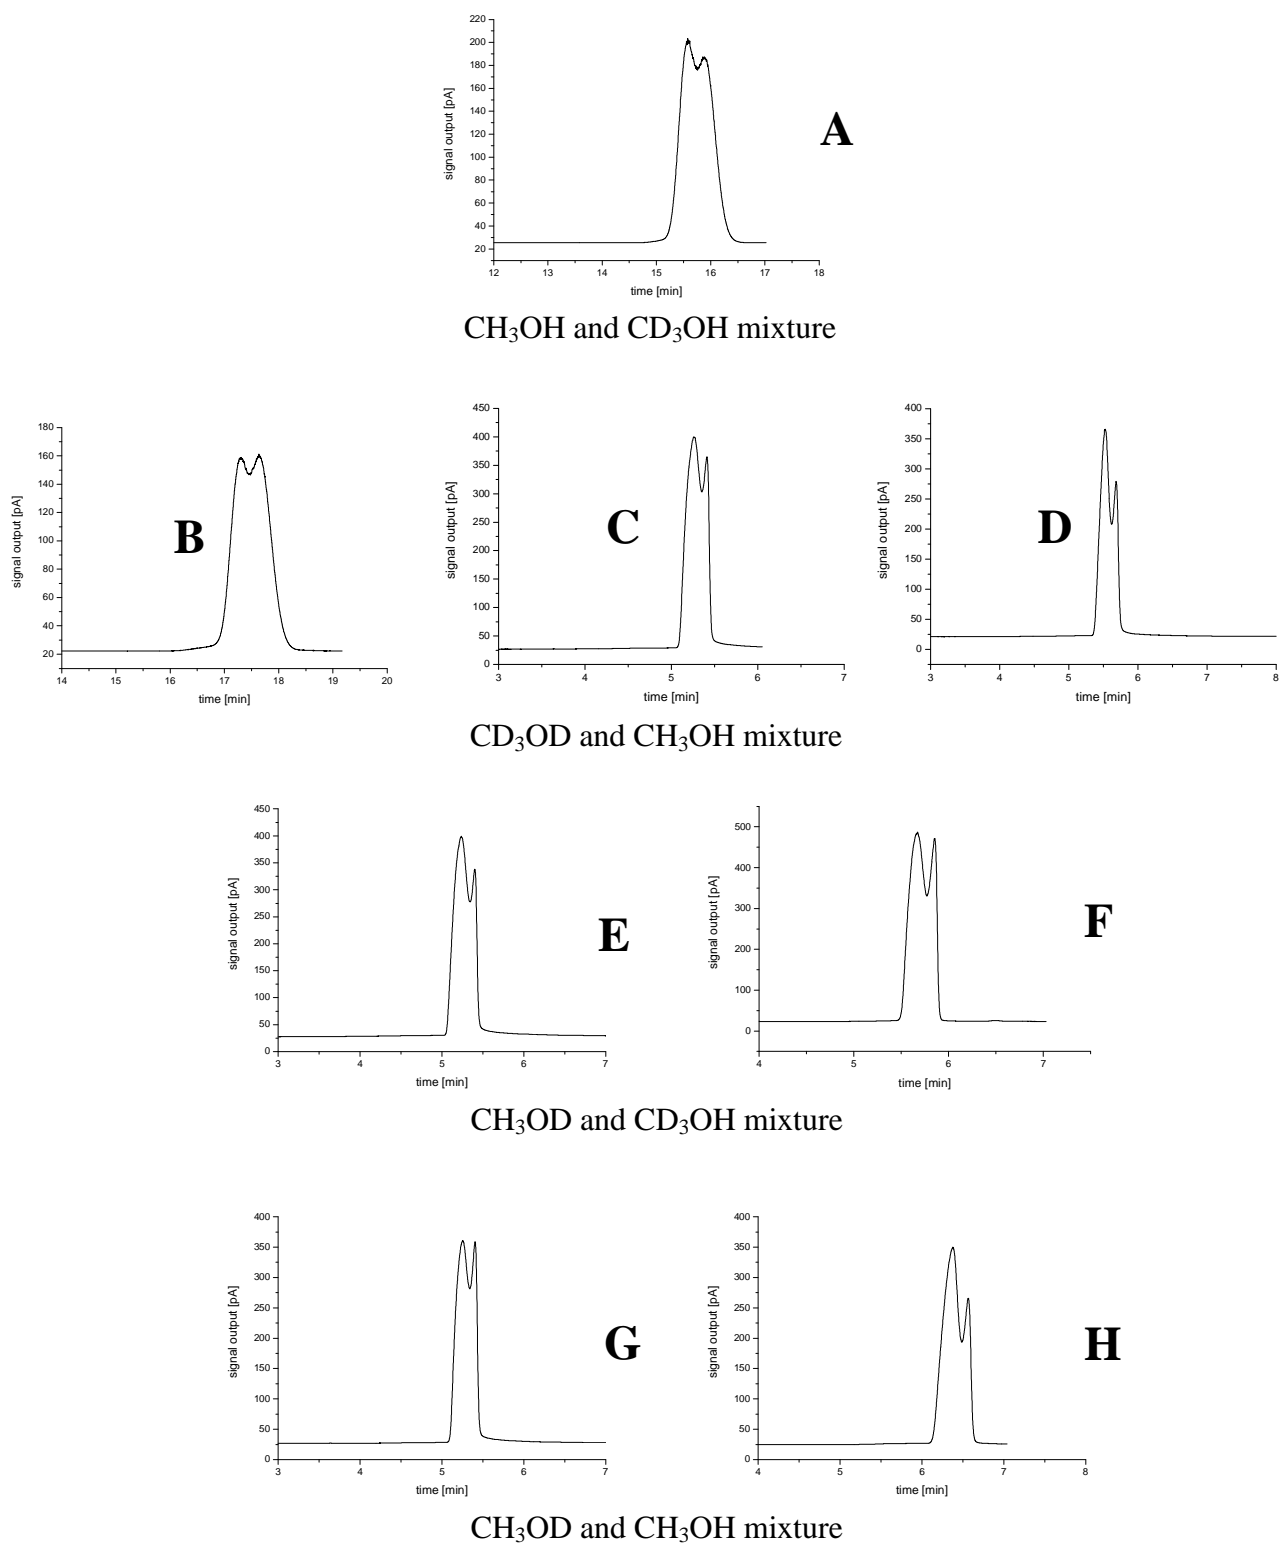 220
200
180
160
140
120
100
80
60
40
20
signal output [pA]
12 13 14 15 16 17 18
time [min]
A
CH₃OH and CD₃OH mixture
180
160
140
120
100
80
60
40
20
signal output [pA]
14 15 16 17 18 19 20
time [min]
B
450
400
350
300
250
200
150
100
50
0
signal output [pA]
3 4 5 6 7
time [min]
C
400
350
300
250
200
150
100
50
0
signal output [pA]
3 4 5 6 7 8
time [min]
D
CD₃OD and CH₃OH mixture
450
400
350
300
250
200
150
100
50
0
signal output [pA]
3 4 5 6 7
time [min]
E
500
400
300
200
100
0
signal output [pA]
4 5 6 7
time [min]
F
CH₃OD and CD₃OH mixture
400
350
300
250
200
150
100
50
0
signal output [pA]
3 4 5 6 7
time [min]
G
400
350
300
250
200
150
100
50
0
signal output [pA]
4 5 6 7 8
time [min]
H
CH₃OD and CH₃OH mixture